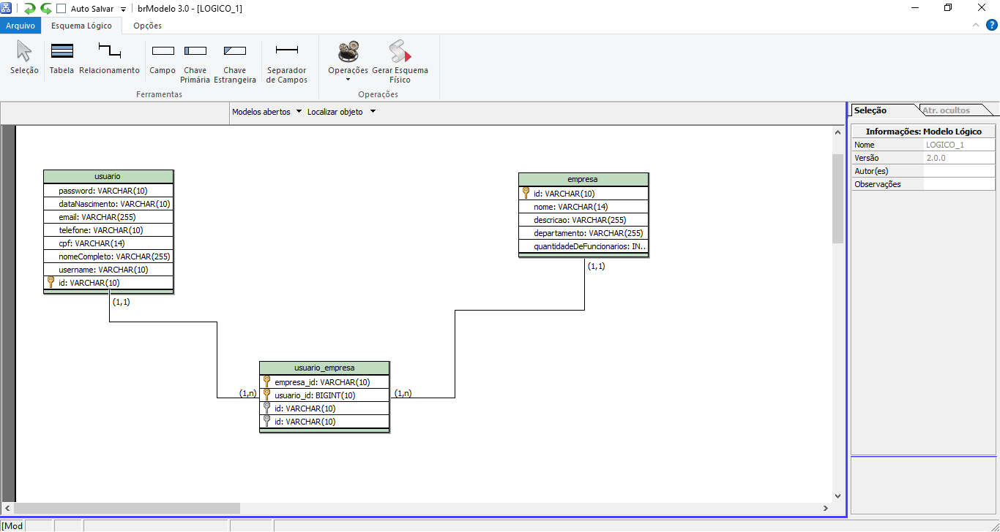 Auto Salvar
brModelo 3.0 - [LOGICO_1]
Arquivo
Esquema Lógico
Opções
?
Seleção
Tabela
Relacionamento
Campo
Chave
Primária
Chave
Estrangeira
Separador
de Campos
Operações
Gerar Esquema
Físico
Ferramentas
Operações
Modelos abertos
Localizar objeto
Seleção
Atr. ocultos
Informações: Modelo Lógico
Nome LOGICO_1
Versão 2.0.0
Autor(es)
Observações
usuario
password: VARCHAR(10)
dataNascimento: VARCHAR(10)
email: VARCHAR(255)
telefone: VARCHAR(10)
cpf: VARCHAR(14)
nomeCompleto: VARCHAR(255)
username: VARCHAR(10)
id: VARCHAR(10)
(1,1)
empresa
id: VARCHAR(10)
nome: VARCHAR(14)
descricao: VARCHAR(255)
departamento: VARCHAR(255)
quantidadeDeFuncionarios: IN..
(1,1)
usuario_empresa
empresa_id: VARCHAR(10)
usuario_id: BIGINT(10)
id: VARCHAR(10)
id: VARCHAR(10)
(1,n)
(1,n)
[Mod